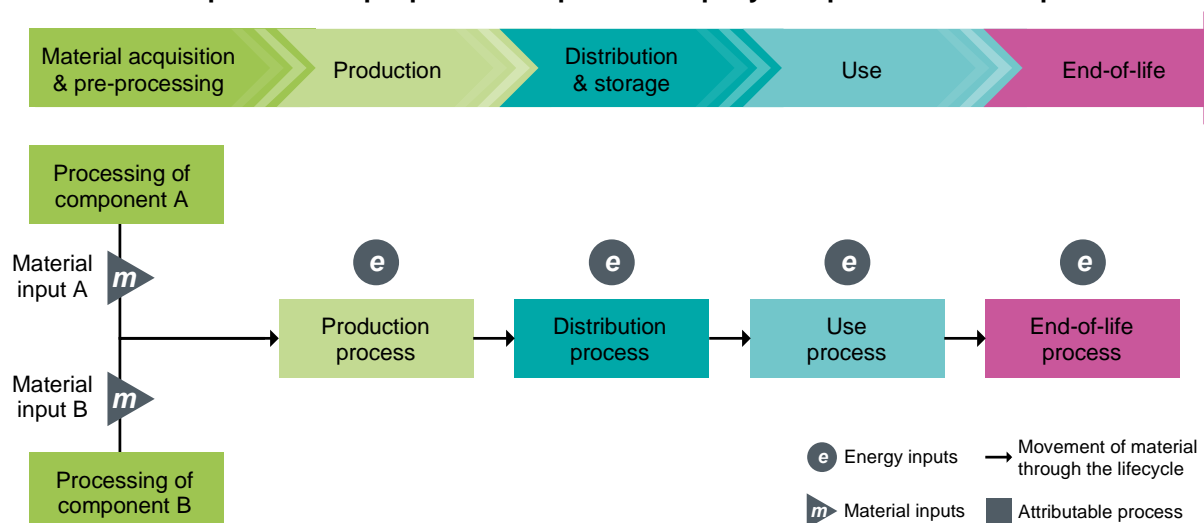 Material acquisition
& pre-processing
Production
Distribution
& storage
Use
End-of-life
Processing of
component A
Material
input A
m
e
e
e
e
Production
process
Distribution
process
Use
process
End-of-life
process
Material
input B
m
Processing of
component B
e Energy inputs
Movement of material
through the lifecycle
m Material inputs
Attributable process